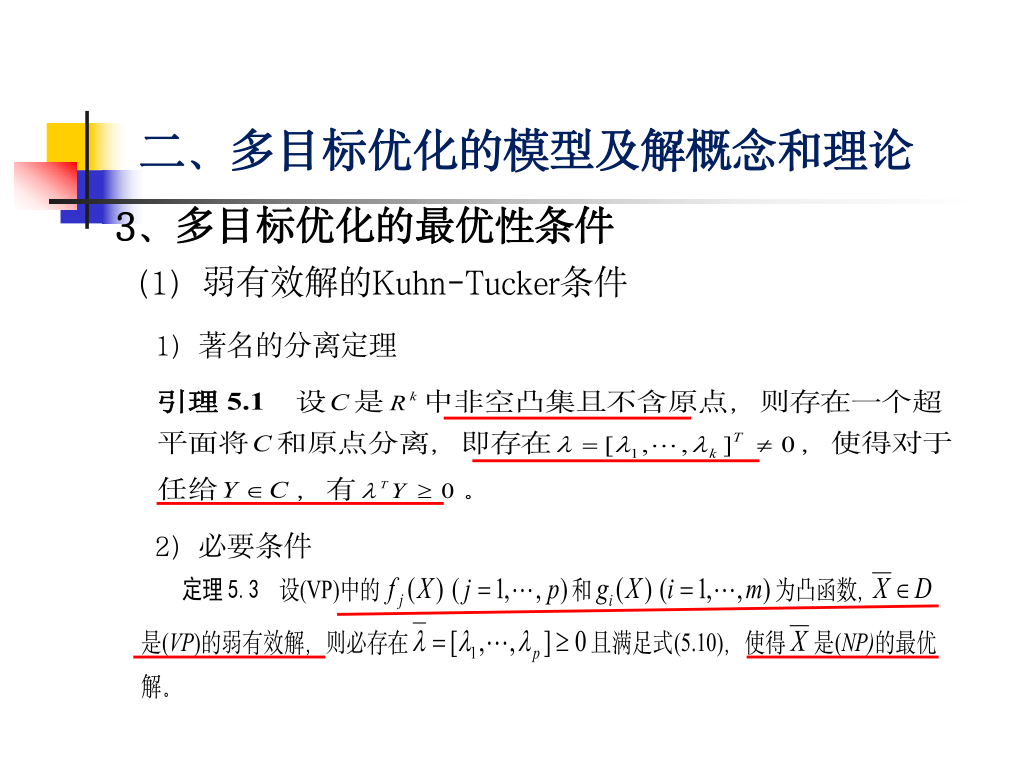 二、多目标优化的模型及解概念和理论
3、多目标优化的最优性条件
(1) 弱有效解的Kuhn-Tucker条件
1) 著名的分离定理
引理 5.1 设 C 是 R^k 中非空凸集且不含原点, 则存在一个超
平面将 C 和原点分离, 即存在 λ = [λ_1, ⋯, λ_k]^T ≠ 0, 使得对于
任给 Y ∈ C, 有 λ^T Y ≥ 0 。
2) 必要条件
定理 5.3 设(VP)中的 f_j(X) (j = 1, ⋯, p) 和 g_i(X) (i = 1, ⋯, m) 为凸函数, X̄ ∈ D
是(VP)的弱有效解, 则必存在 λ̄ = [λ_1, ⋯, λ_p] ≥ 0 且满足式(5.10), 使得 X̄ 是(NP)的最优
解。